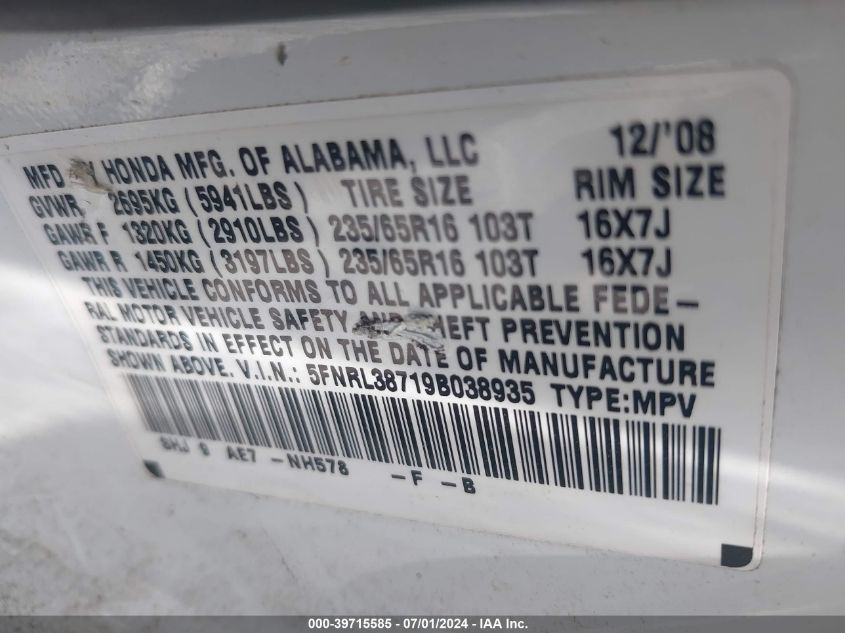 MFD BY HONDA MFG. OF ALABAMA, LLC 12/'08
GVWR 2695KG (5941LBS) TIRE SIZE RIM SIZE
GAWR F 1320KG (2910LBS) 235/65R16 103T 16X7J
GAWR R 1450KG (3197LBS) 235/65R16 103T 16X7J
THIS VEHICLE CONFORMS TO ALL APPLICABLE FEDE-
RAL MOTOR VEHICLE SAFETY AND THEFT PREVENTION
STANDARDS IN EFFECT ON THE DATE OF MANUFACTURE
SHOWN ABOVE. V.I.N.: 5FNRL38719B038935 TYPE:MPV
SHJ 9 AE7 -NH578 -F -B
000-39715585 - 07/01/2024 - IAA Inc.